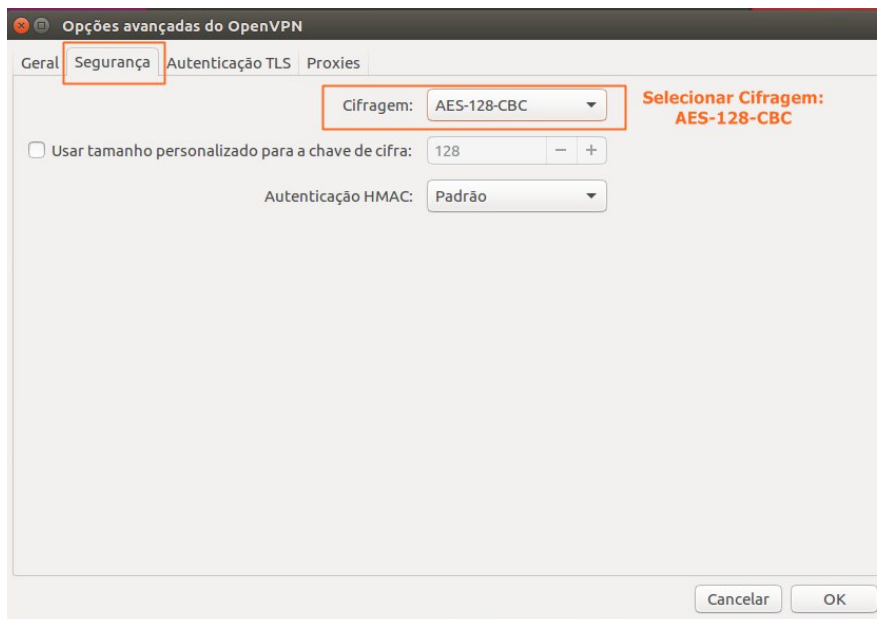 Opções avançadas do OpenVPN
Geral Segurança Autenticação TLS Proxies
Cifragem: AES-128-CBC
Selecionar Cifragem:
AES-128-CBC
Usar tamanho personalizado para a chave de cifra: 128 − +
Autenticação HMAC: Padrão
Cancelar OK